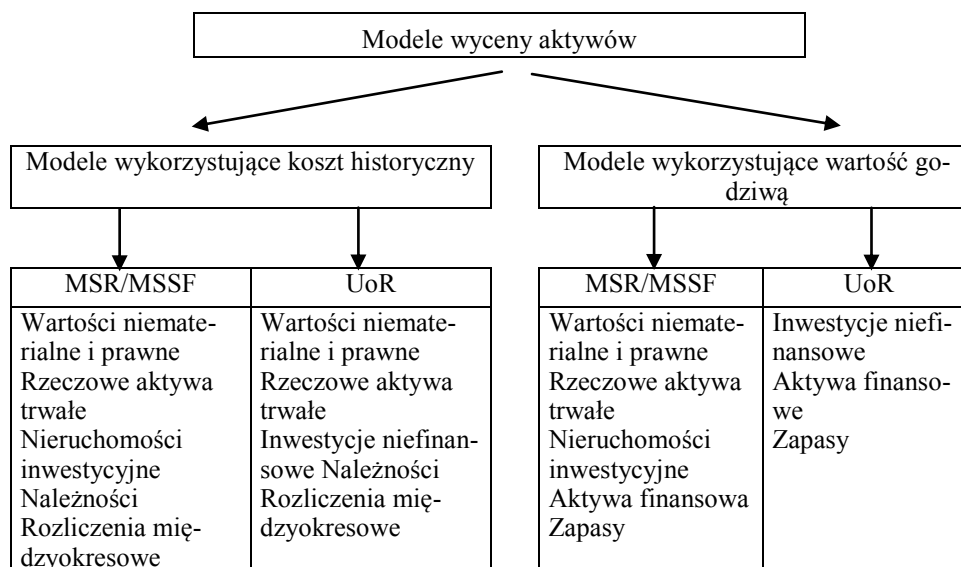 Modele wyceny aktywów
Modele wykorzystujące koszt historyczny
Modele wykorzystujące wartość go-
dziwą
MSR/MSSF
Wartości niemate-
rialne i prawne
Rzeczowe aktywa
trwałe
Nieruchomości
inwestycyjne
Należności
Rozliczenia mię-
dzyokresowe
UoR
Wartości niemate-
rialne i prawne
Rzeczowe aktywa
trwałe
Inwestycje niefinan-
sowe Należności
Rozliczenia mię-
dzyokresowe
MSR/MSSF
Wartości niemate-
rialne i prawne
Rzeczowe aktywa
trwałe
Nieruchomości
inwestycyjne
Aktywa finansowa
Zapasy
UoR
Inwestycje niefi-
nansowe
Aktywa finanso-
we
Zapasy